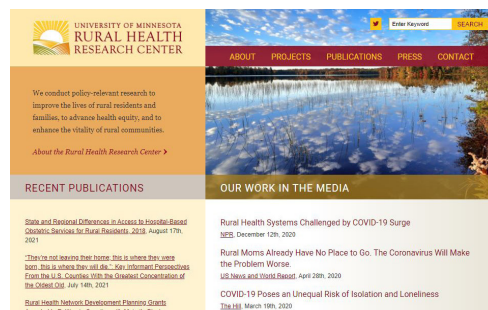 UNIVERSITY OF MINNESOTA
RURAL HEALTH
RESEARCH CENTER
Enter Keyword
SEARCH
ABOUT PROJECTS PUBLICATIONS PRESS CONTACT
We conduct policy-relevant research to
improve the lives of rural residents and
families, to advance health equity, and to
enhance the vitality of rural communities.
About the Rural Health Research Center >
RECENT PUBLICATIONS
State and Regional Differences in Access to Hospital-Based
Obstetric Services for Rural Residents, 2018, August 17th,
2021
"They're not leaving their home; this is where they were
born, this is where they will die.": Key Informant Perspectives
From the U.S. Counties With the Greatest Concentration of
the Oldest Old, July 14th, 2021
Rural Health Network Development Planning Grants
OUR WORK IN THE MEDIA
Rural Health Systems Challenged by COVID-19 Surge
NPR, December 12th, 2020
Rural Moms Already Have No Place to Go. The Coronavirus Will Make
the Problem Worse.
US News and World Report, April 28th, 2020
COVID-19 Poses an Unequal Risk of Isolation and Loneliness
The Hill, March 19th, 2020